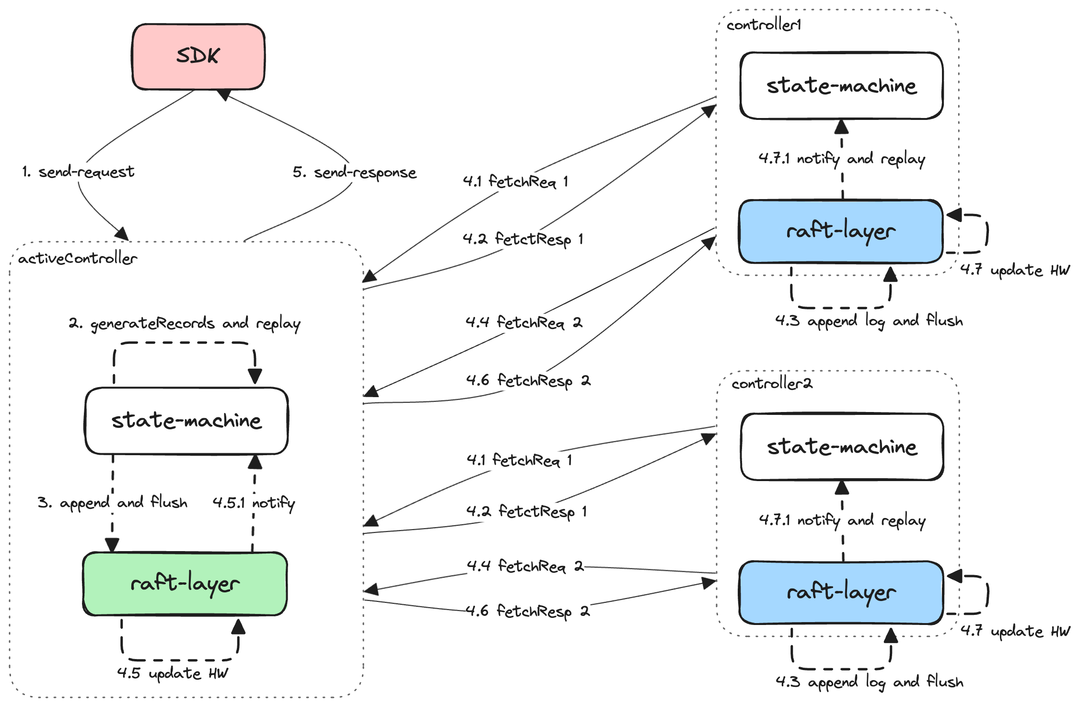 SDK
1. send-request
5. send-response
activeController
2. generateRecords and replay
state-machine
3. append and flush
4.5.1 notify
raft-layer
4.5 update HW
4.1 fetchReq 1
4.2 fetctResp 1
4.4 fetchReq 2
4.6 fetchResp 2
4.1 fetchReq 1
4.2 fetctResp 1
4.4 fetchReq 2
4.6 fetchResp 2
controller1
state-machine
4.7.1 notify and replay
raft-layer
4.7 update HW
4.3 append log and flush
controller2
state-machine
4.7.1 notify and replay
raft-layer
4.7 update HW
4.3 append log and flush